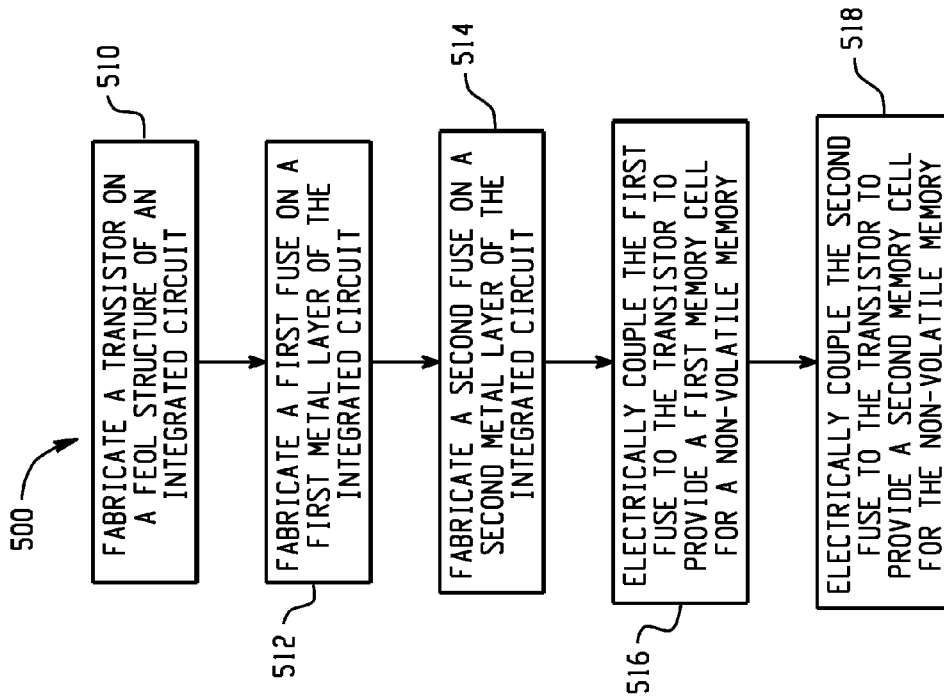 500
510
FABRICATE A TRANSISTOR ON
A FEOL STRUCTURE OF AN
INTEGRATED CIRCUIT
512
FABRICATE A FIRST FUSE ON A
FIRST METAL LAYER OF THE
INTEGRATED CIRCUIT
514
FABRICATE A SECOND FUSE ON A
SECOND METAL LAYER OF THE
INTEGRATED CIRCUIT
516
ELECTRICALLY COUPLE THE FIRST
FUSE TO THE TRANSISTOR TO
PROVIDE A FIRST MEMORY CELL
FOR A NON-VOLATILE MEMORY
518
ELECTRICALLY COUPLE THE SECOND
FUSE TO THE TRANSISTOR TO
PROVIDE A SECOND MEMORY CELL
FOR THE NON-VOLATILE MEMORY